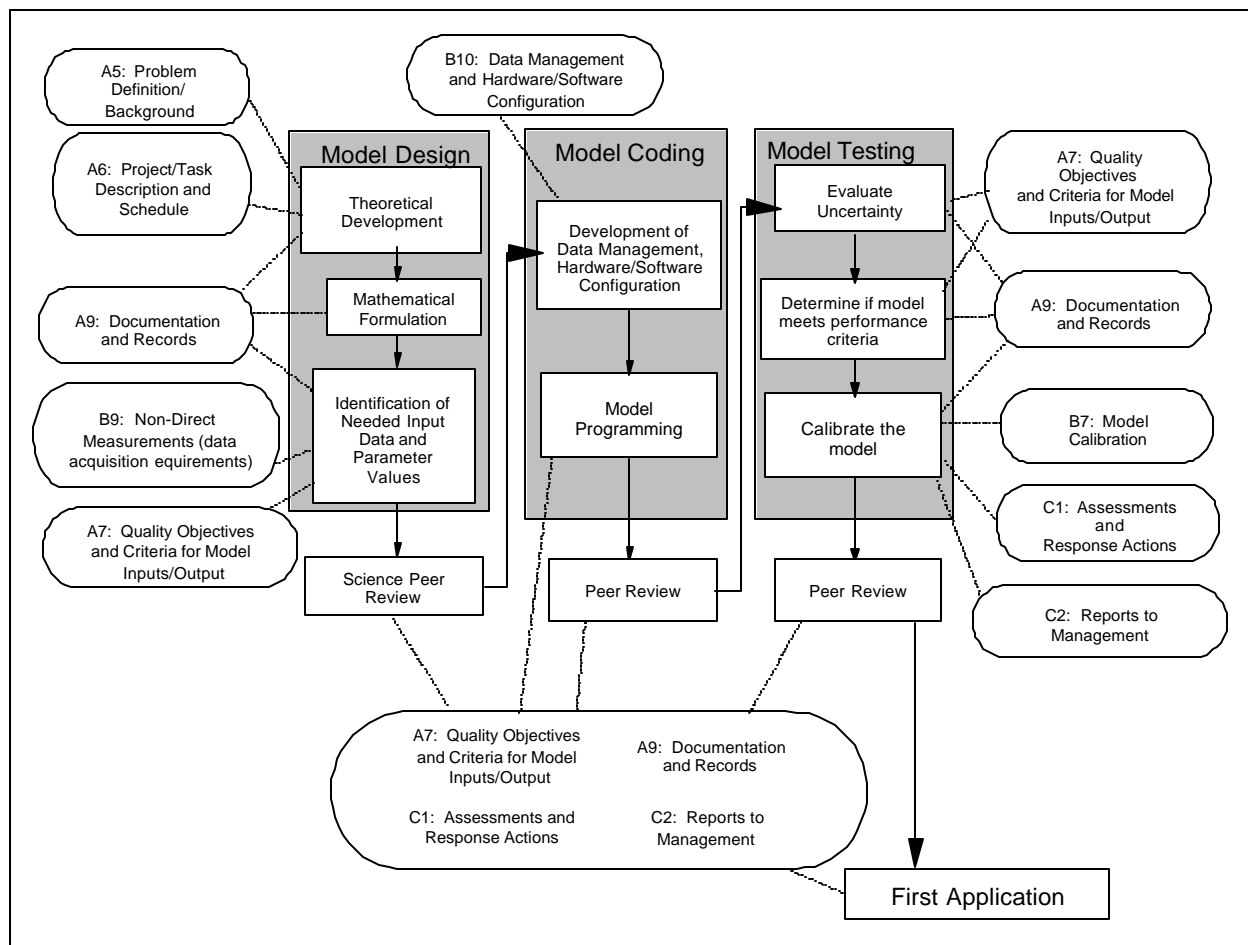 A5: Problem
Definition/
Background
A6: Project/Task
Description and
Schedule
A9: Documentation
and Records
B9: Non-Direct
Measurements (data
acquisition equirements)
A7: Quality Objectives
and Criteria for Model
Inputs/Output
B10: Data Management
and Hardware/Software
Configuration
Model Design
Theoretical
Development
Mathematical
Formulation
Identification of
Needed Input
Data and
Parameter
Values
Science Peer
Review
Model Coding
Development of
Data Management,
Hardware/Software
Configuration
Model
Programming
Peer Review
Model Testing
Evaluate
Uncertainty
Determine if model
meets performance
criteria
Calibrate the
model
Peer Review
A7: Quality
Objectives
and Criteria for Model
Inputs/Output
A9: Documentation
and Records
B7: Model
Calibration
C1: Assessments
and
Response Actions
C2: Reports to
Management
A7: Quality Objectives
and Criteria for Model
Inputs/Output
A9: Documentation
and Records
C1: Assessments and
Response Actions
C2: Reports to
Management
First Application